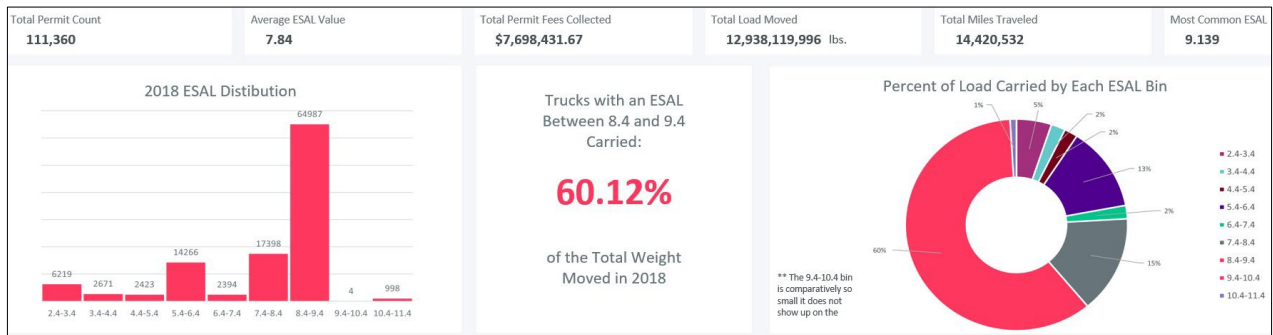 Total Permit Count
111,360
Average ESAL Value
7.84
Total Permit Fees Collected
$7,698,431.67
Total Load Moved
12,938,119,996 lbs.
Total Miles Traveled
14,420,532
Most Common ESAL
9.139
2018 ESAL Distibution
64987
17398
14266
6219
2671
2423
2394
4
998
2.4-3.4 3.4-4.4 4.4-5.4 5.4-6.4 6.4-7.4 7.4-8.4 8.4-9.4 9.4-10.4 10.4-11.4
Trucks with an ESAL
Between 8.4 and 9.4
Carried:
60.12%
of the Total Weight
Moved in 2018
Percent of Load Carried by Each ESAL Bin
1%
5%
2%
2%
13%
2%
15%
60%
2.4-3.4
3.4-4.4
4.4-5.4
5.4-6.4
6.4-7.4
7.4-8.4
8.4-9.4
9.4-10.4
10.4-11.4
** The 9.4-10.4 bin
is comparatively so
small it does not
show up on the